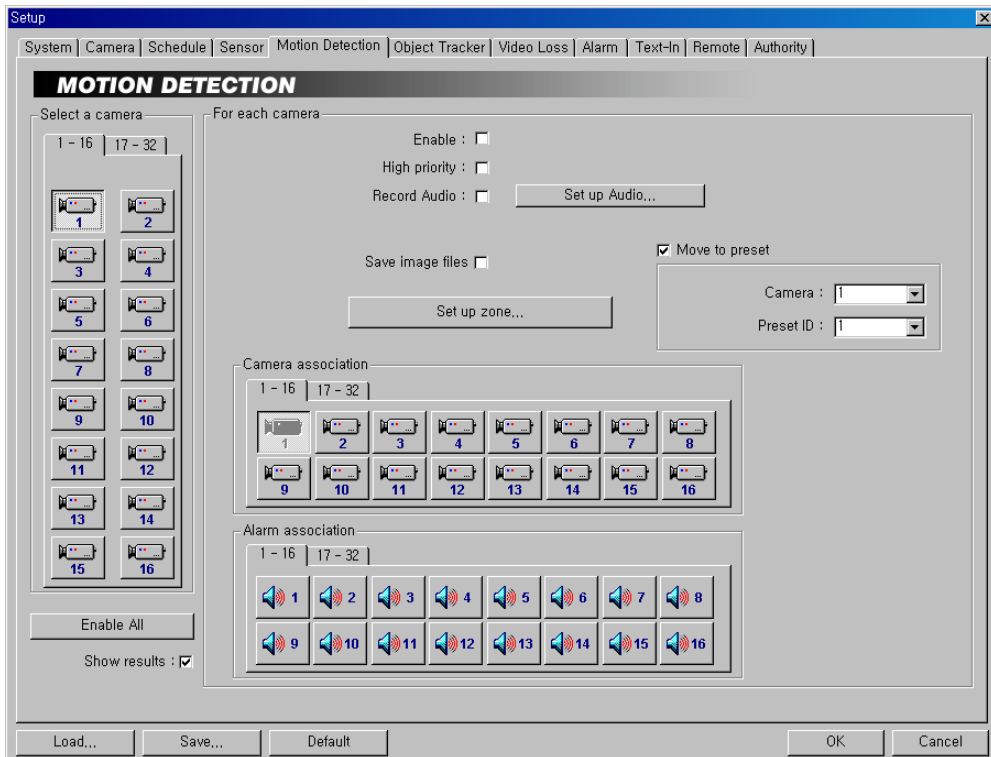 Setup
System Camera Schedule Sensor Motion Detection Object Tracker Video Loss Alarm Text-In Remote Authority
MOTION DETECTION
Select a camera
1 - 16 17 - 32
1 2
3 4
5 6
7 8
9 10
11 12
13 14
15 16
Enable All
Show results :
For each camera
Enable :
High priority :
Record Audio : Set up Audio...
Save image files
Set up zone...
Move to preset
Camera : 1
Preset ID : 1
Camera association
1 - 16 17 - 32
1 2 3 4 5 6 7 8
9 10 11 12 13 14 15 16
Alarm association
1 - 16 17 - 32
1 2 3 4 5 6 7 8
9 10 11 12 13 14 15 16
Load... Save... Default OK Cancel